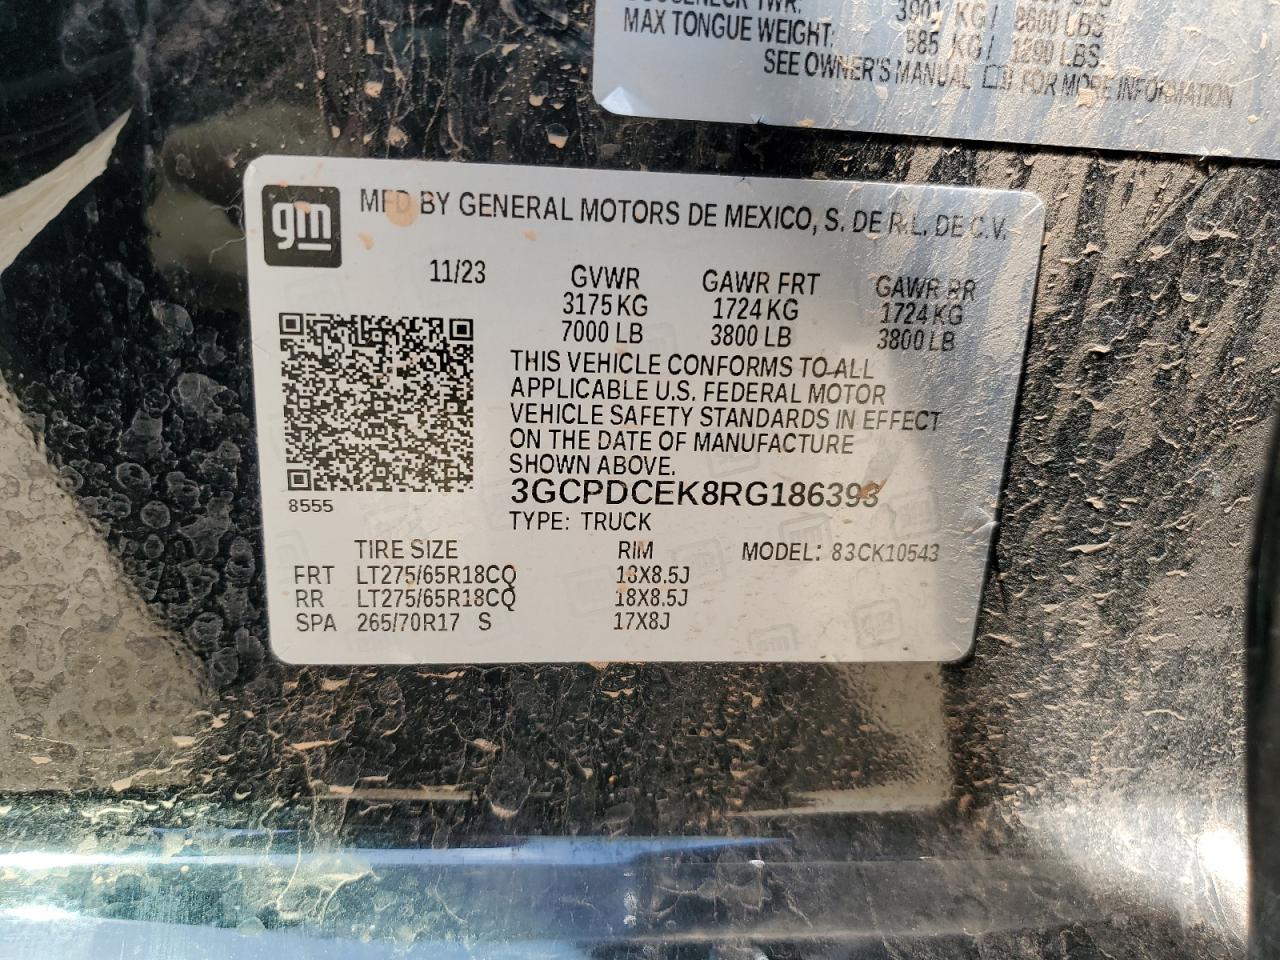 3901 KG / 8600 LBS
MAX TONGUE WEIGHT: 585 KG / 1290 LBS
SEE OWNER'S MANUAL FOR MORE INFORMATION
gm
MFD BY GENERAL MOTORS DE MEXICO, S. DE R.L. DE C.V.
11/23 GVWR GAWR FRT GAWR RR
3175 KG 1724 KG 1724 KG
7000 LB 3800 LB 3800 LB
THIS VEHICLE CONFORMS TO ALL
APPLICABLE U.S. FEDERAL MOTOR
VEHICLE SAFETY STANDARDS IN EFFECT
ON THE DATE OF MANUFACTURE
SHOWN ABOVE.
8555
3GCPDCEK8RG186393
TYPE: TRUCK
TIRE SIZE RIM MODEL: 83CK10543
FRT LT275/65R18CQ 18X8.5J
RR LT275/65R18CQ 18X8.5J
SPA 265/70R17 S 17X8J